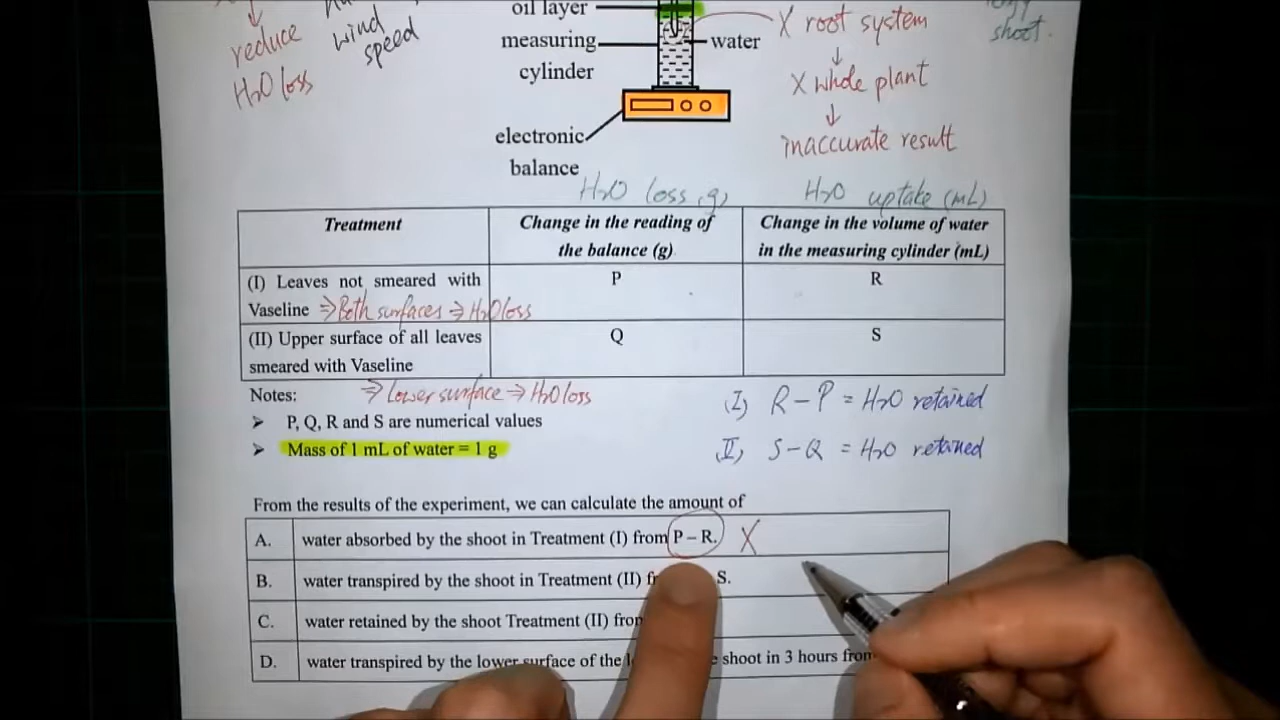 oil layer
X root system
shoot.
reduce
wind
speed
measuring
water
cylinder
X whole plant
H2O loss
inaccurate result
electronic
balance
H2O loss (g)
H2O uptake (mL)
Treatment
Change in the reading of
the balance (g)
Change in the volume of water
in the measuring cylinder (mL)
(I) Leaves not smeared with
Vaseline ⇒ Both surfaces ⇒ H2O loss
P
R
(II) Upper surface of all leaves
smeared with Vaseline
Q
S
Notes:
⇒ Lower surface ⇒ H2O loss
(I) R - P = H2O retained
➢ P, Q, R and S are numerical values
➢ Mass of 1 mL of water = 1 g
II) S - Q = H2O retained
From the results of the experiment, we can calculate the amount of
A. water absorbed by the shoot in Treatment (I) from P – R. X
B. water transpired by the shoot in Treatment (II) S.
C. water retained by the shoot Treatment (II) from
D. water transpired by the lower surface of the shoot in 3 hours from